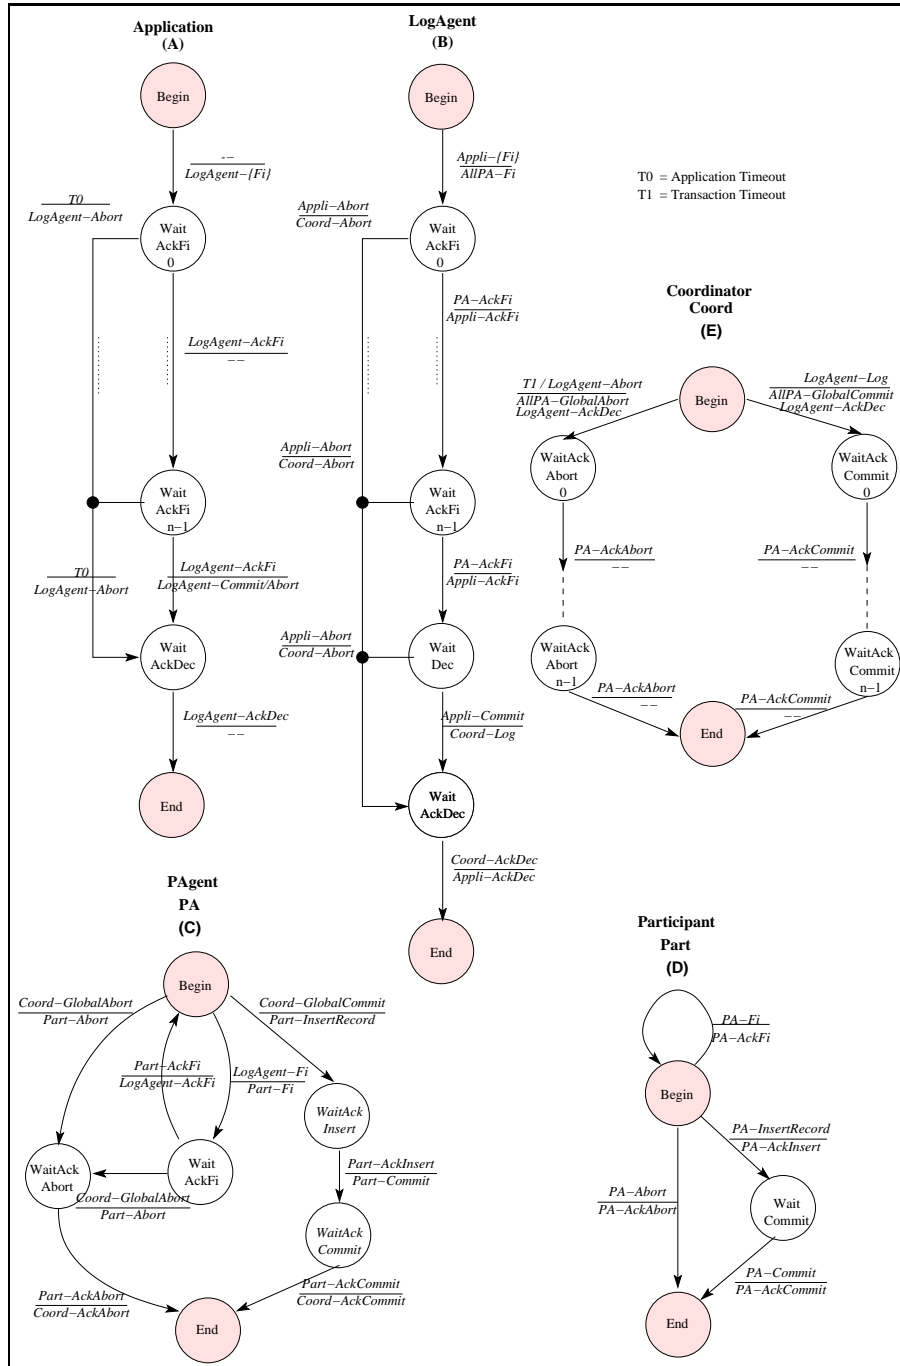 Application
(A)
Begin
-−
LogAgent−{Fi}
T0
LogAgent−Abort
Wait
AckFi
0
LogAgent−AckFi
−−
Wait
AckFi
n−1
T0
LogAgent−Abort
LogAgent−AckFi
LogAgent−Commit/Abort
Wait
AckDec
LogAgent−AckDec
−−
End
LogAgent
(B)
Begin
Appli−{Fi}
AllPA−Fi
Appli−Abort
Coord−Abort
Wait
AckFi
0
PA−AckFi
Appli−AckFi
Appli−Abort
Coord−Abort
Wait
AckFi
n−1
PA−AckFi
Appli−AckFi
Appli−Abort
Coord−Abort
Wait
Dec
Appli−Commit
Coord−Log
Wait
AckDec
Coord−AckDec
Appli−AckDec
End
T0 = Application Timeout
T1 = Transaction Timeout
Coordinator
Coord
(E)
T1 / LogAgent−Abort
AllPA−GlobalAbort
LogAgent−AckDec
Begin
LogAgent−Log
AllPA−GlobalCommit
LogAgent−AckDec
WaitAck
Abort
0
WaitAck
Commit
0
PA−AckAbort
−−
PA−AckCommit
−−
WaitAck
Abort
n−1
WaitAck
Commit
n−1
PA−AckAbort
−−
PA−AckCommit
−−
End
PAgent
PA
(C)
Begin
Coord−GlobalAbort
Part−Abort
Coord−GlobalCommit
Part−InsertRecord
Part−AckFi
LogAgent−AckFi
LogAgent−Fi
Part−Fi
WaitAck
Insert
WaitAck
Abort
Wait
AckFi
Coord−GlobalAbort
Part−Abort
Part−AckInsert
Part−Commit
WaitAck
Commit
Part−AckAbort
Coord−AckAbort
Part−AckCommit
Coord−AckCommit
End
Participant
Part
(D)
PA−Fi
PA−AckFi
Begin
PA−InsertRecord
PA−AckInsert
PA−Abort
PA−AckAbort
Wait
Commit
PA−Commit
PA−AckCommit
End